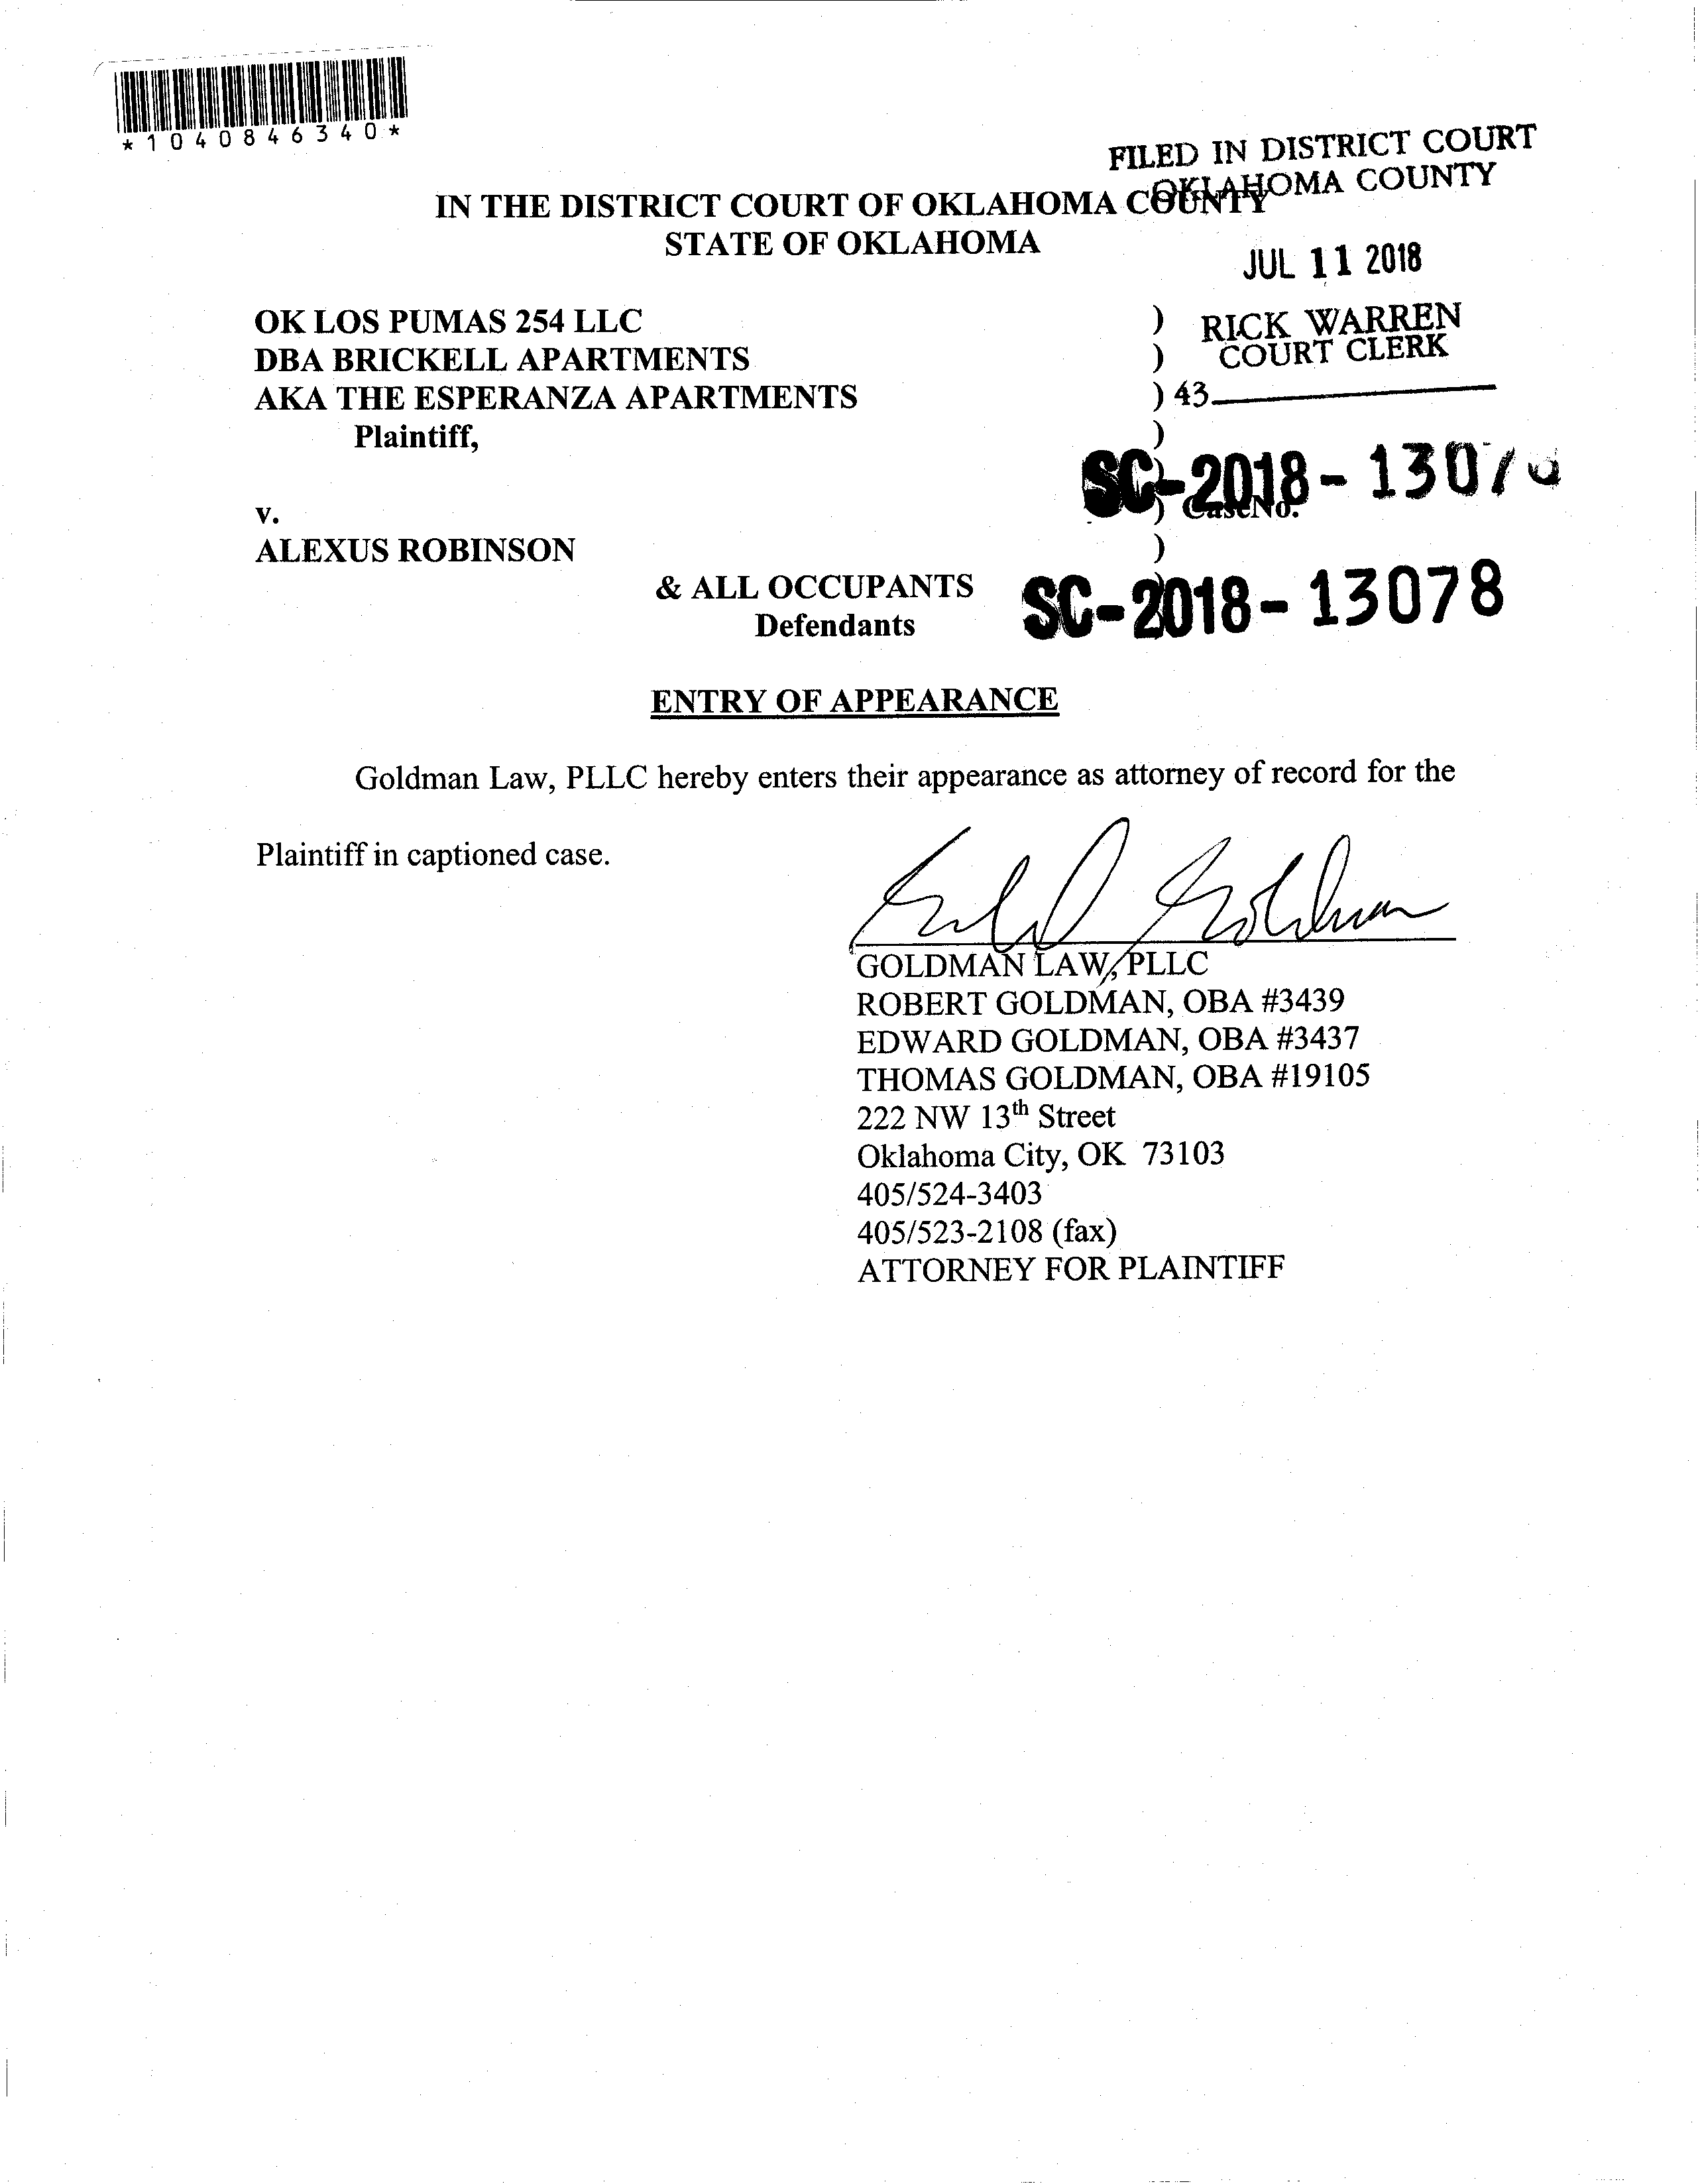 *1040846340*
FILED IN DISTRICT COURT
OKLAHOMA COUNTY
IN THE DISTRICT COURT OF OKLAHOMA COUNTY
STATE OF OKLAHOMA
JUL 11 2018
OK LOS PUMAS 254 LLC )
RICK WARREN
DBA BRICKELL APARTMENTS )
COURT CLERK
AKA THE ESPERANZA APARTMENTS ) 43
Plaintiff, )
SC-2018-
v. ) Case No.
ALEXUS ROBINSON )
& ALL OCCUPANTS
SC-2018-13078
Defendants
ENTRY OF APPEARANCE
Goldman Law, PLLC hereby enters their appearance as attorney of record for the
Plaintiff in captioned case.
GOLDMAN LAW, PLLC
ROBERT GOLDMAN, OBA #3439
EDWARD GOLDMAN, OBA #3437
THOMAS GOLDMAN, OBA #19105
222 NW 13th Street
Oklahoma City, OK 73103
405/524-3403
405/523-2108 (fax)
ATTORNEY FOR PLAINTIFF